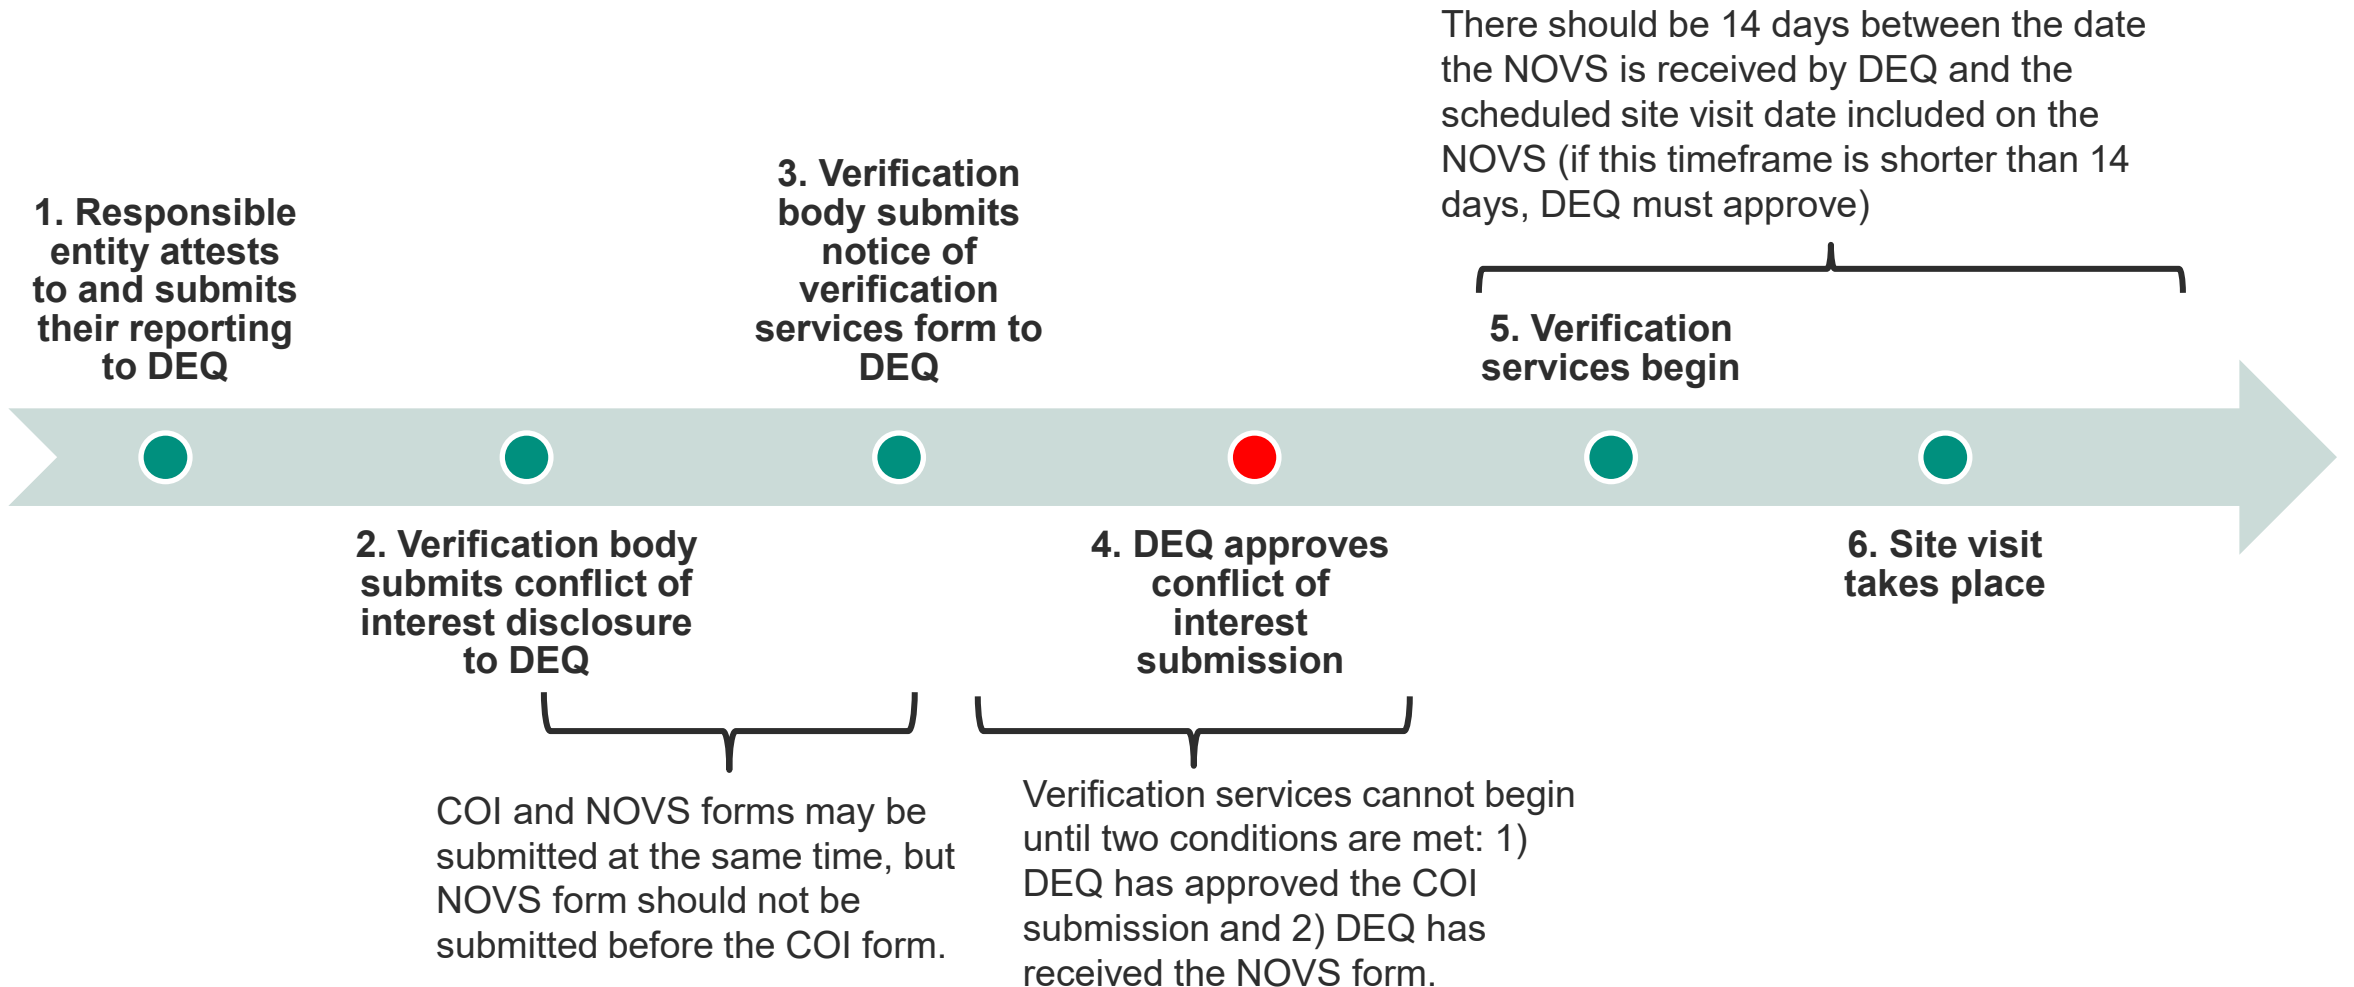 There should be 14 days between the date
the NOVS is received by DEQ and the
scheduled site visit date included on the
NOVS (if this timeframe is shorter than 14
days, DEQ must approve)
1. Responsible
entity attests
to and submits
their reporting
to DEQ
2. Verification body
submits conflict of
interest disclosure
to DEQ
3. Verification
body submits
notice of
verification
services form to
DEQ
4. DEQ approves
conflict of
interest
submission
5. Verification
services begin
6. Site visit
takes place
COI and NOVS forms may be
submitted at the same time, but
NOVS form should not be
submitted before the COI form.
Verification services cannot begin
until two conditions are met: 1)
DEQ has approved the COI
submission and 2) DEQ has
received the NOVS form.